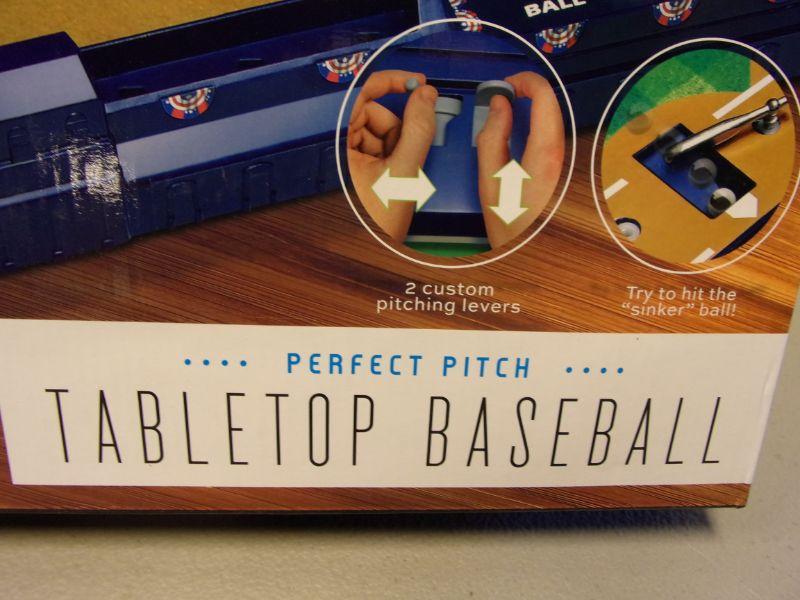 BALL
2 custom
pitching levers
Try to hit the
"sinker" ball!
PERFECT PITCH
TABLETOP BASEBALL